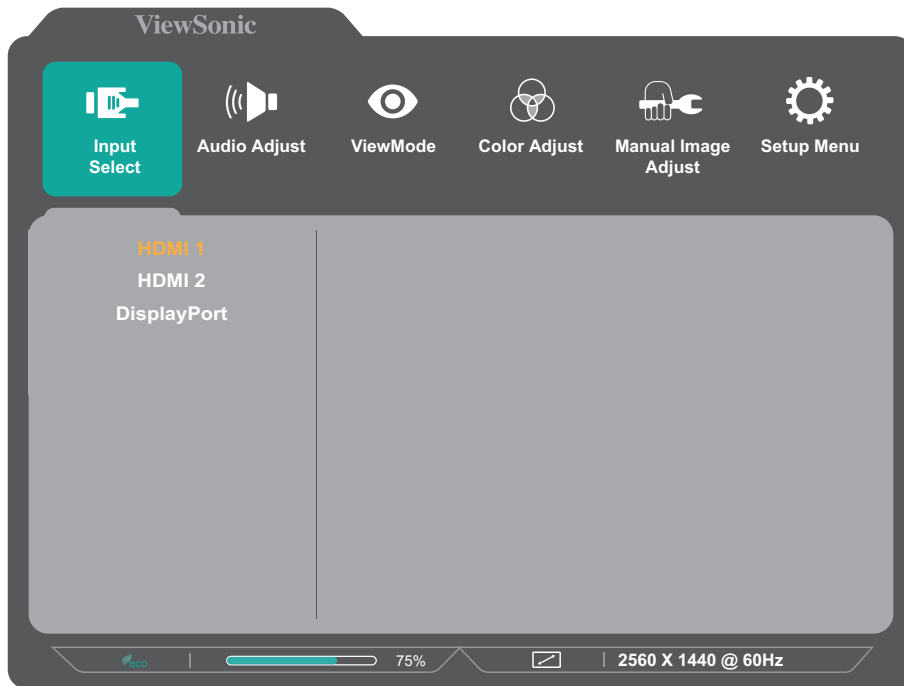 ViewSonic
Input
Select
Audio Adjust
ViewMode
Color Adjust
Manual Image
Adjust
Setup Menu
HDMI 1
HDMI 2
DisplayPort
eco
75%
2560 X 1440 @ 60Hz